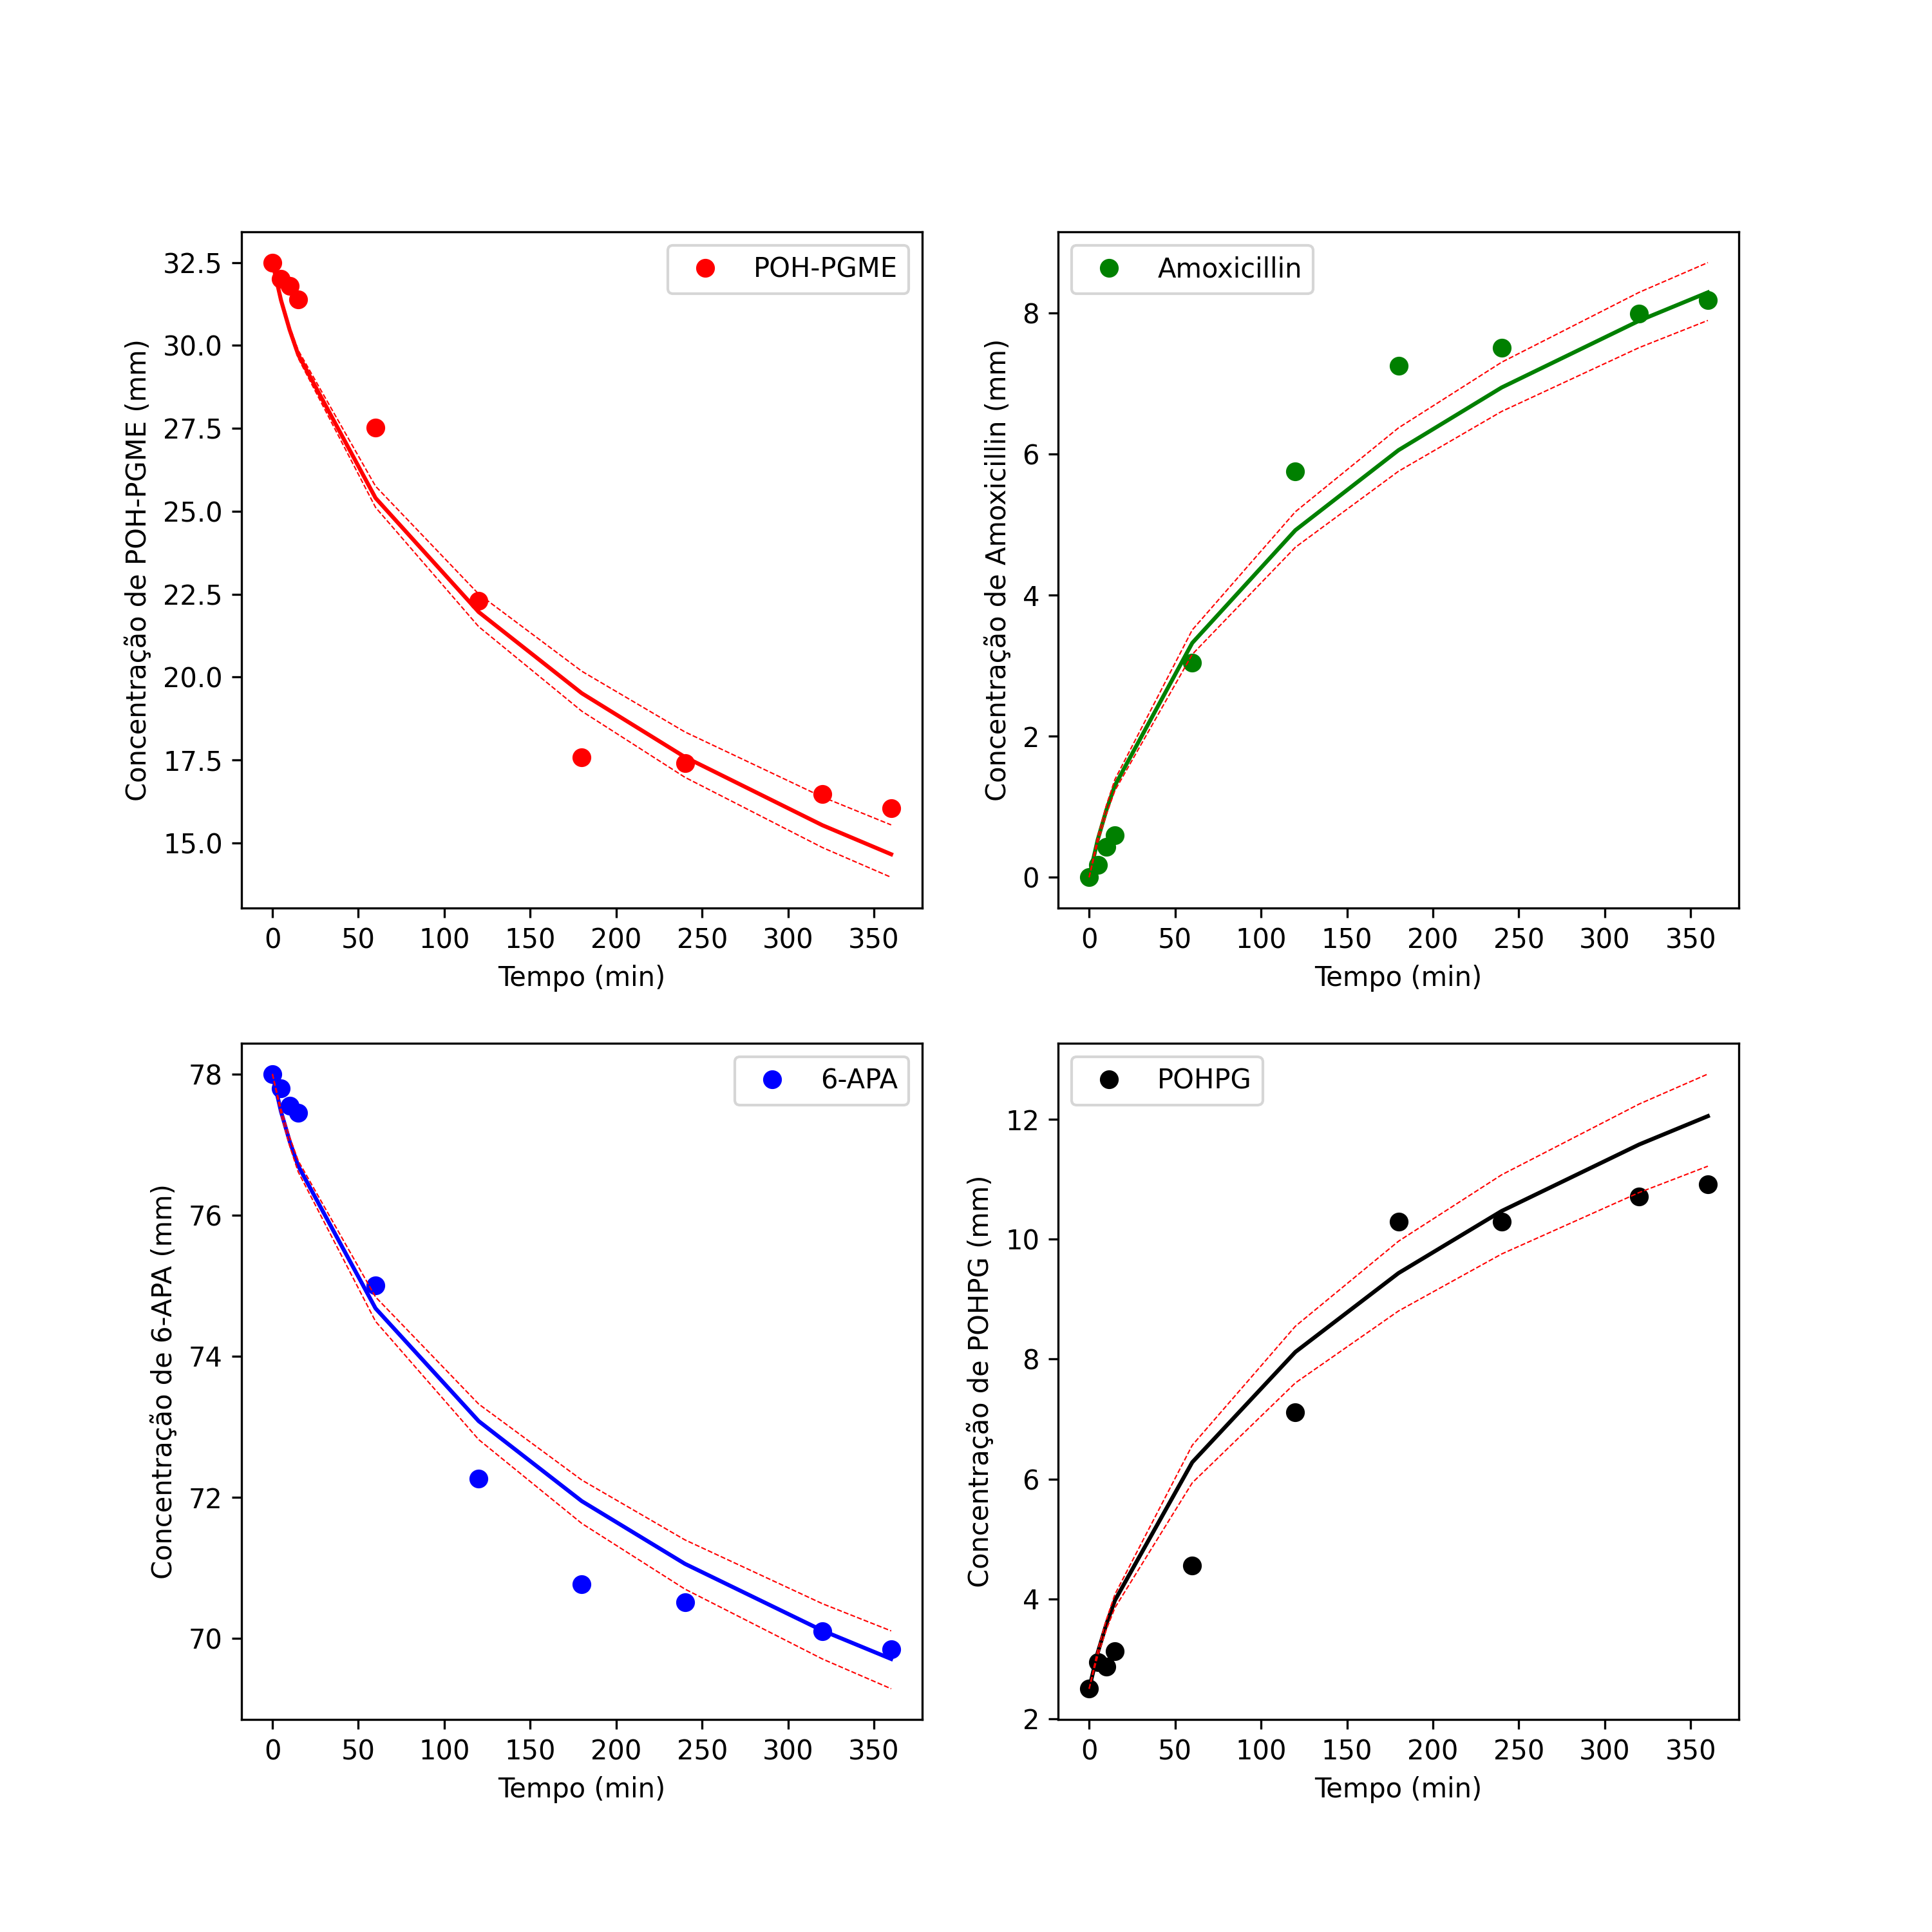 POH-PGME
Concentração de POH-PGME (mm)
32.5
30.0
27.5
25.0
22.5
20.0
17.5
15.0
0 50 100 150 200 250 300 350
Tempo (min)
Amoxicillin
Concentração de Amoxicillin (mm)
8
6
4
2
0
0 50 100 150 200 250 300 350
Tempo (min)
6-APA
Concentração de 6-APA (mm)
78
76
74
72
70
0 50 100 150 200 250 300 350
Tempo (min)
POHPG
Concentração de POHPG (mm)
12
10
8
6
4
2
0 50 100 150 200 250 300 350
Tempo (min)